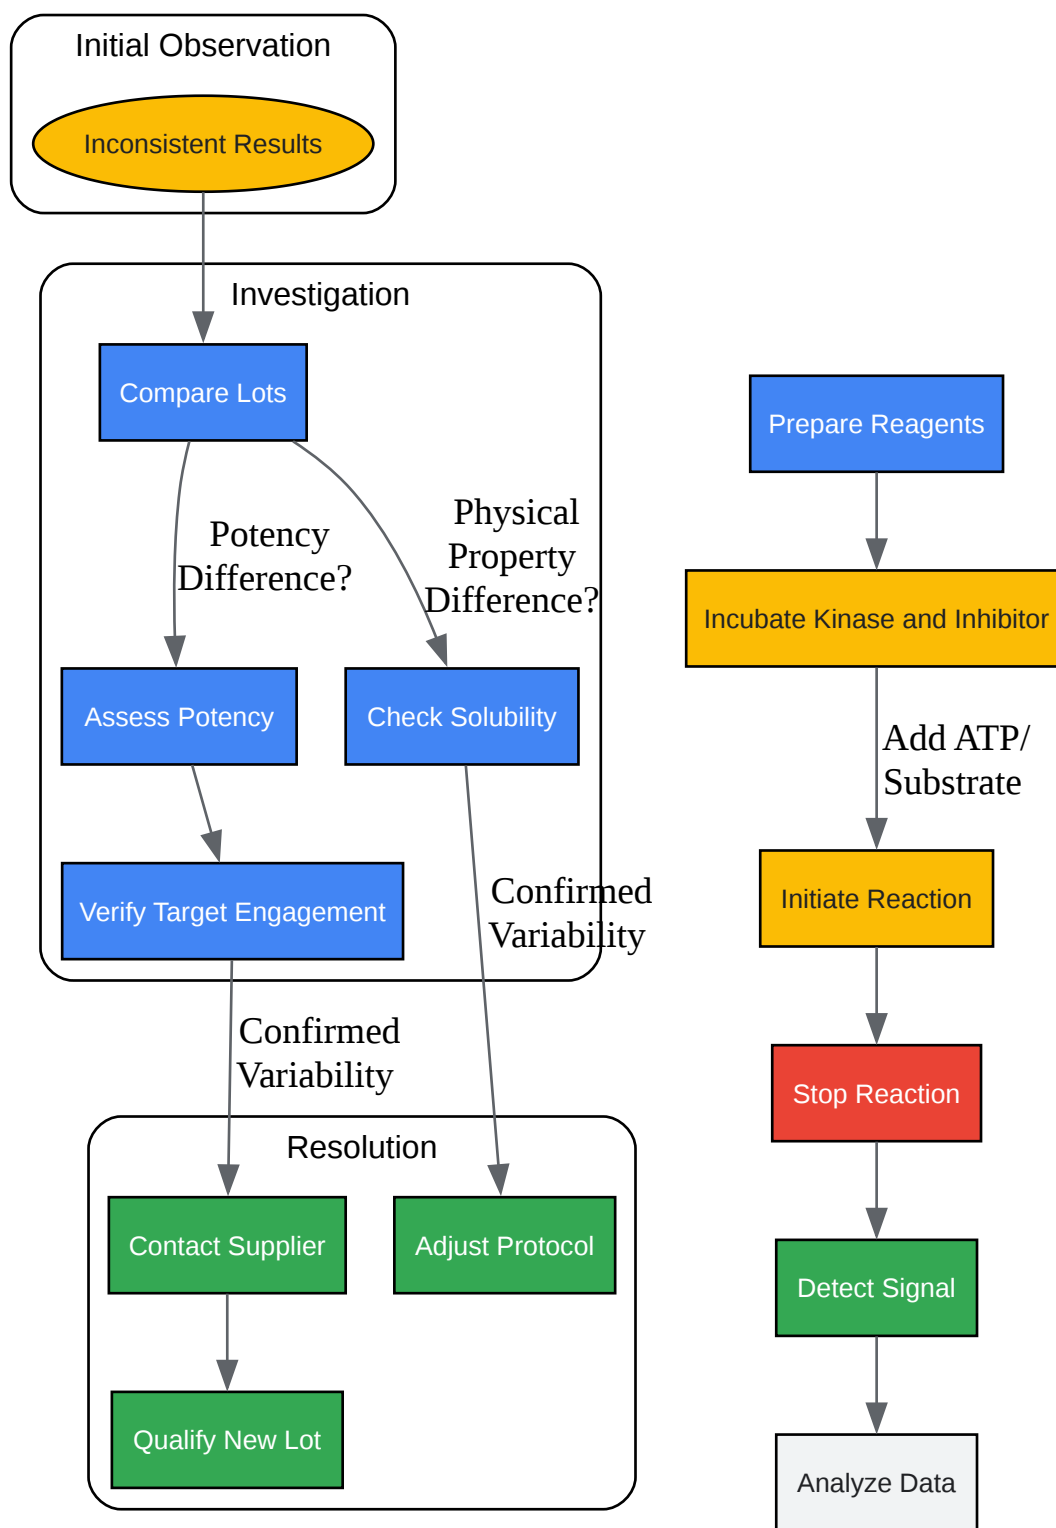 Initial Observation
Inconsistent Results
Investigation
Compare Lots
Potency
Difference?
Physical
Property
Difference?
Assess Potency
Check Solubility
Verify Target Engagement
Confirmed
Variability
Confirmed
Variability
Resolution
Contact Supplier
Adjust Protocol
Qualify New Lot
Prepare Reagents
Incubate Kinase and Inhibitor
Add ATP/
Substrate
Initiate Reaction
Stop Reaction
Detect Signal
Analyze Data